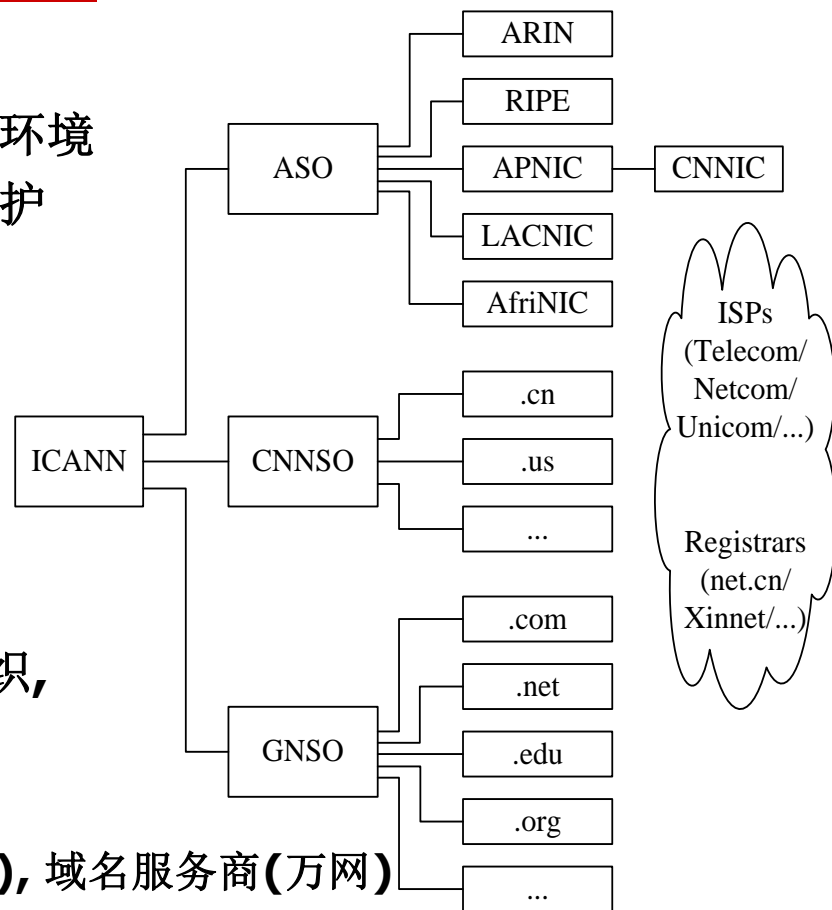 环境
护
织,
), 域名服务商(万网)
ICANN
ASO
ARIN
RIPE
APNIC
CNNIC
LACNIC
AfriNIC
CNNSO
.cn
.us
...
GNSO
.com
.net
.edu
.org
...
ISPs
(Telecom/
Netcom/
Unicom/...)
Registrars
(net.cn/
Xinnet/...)